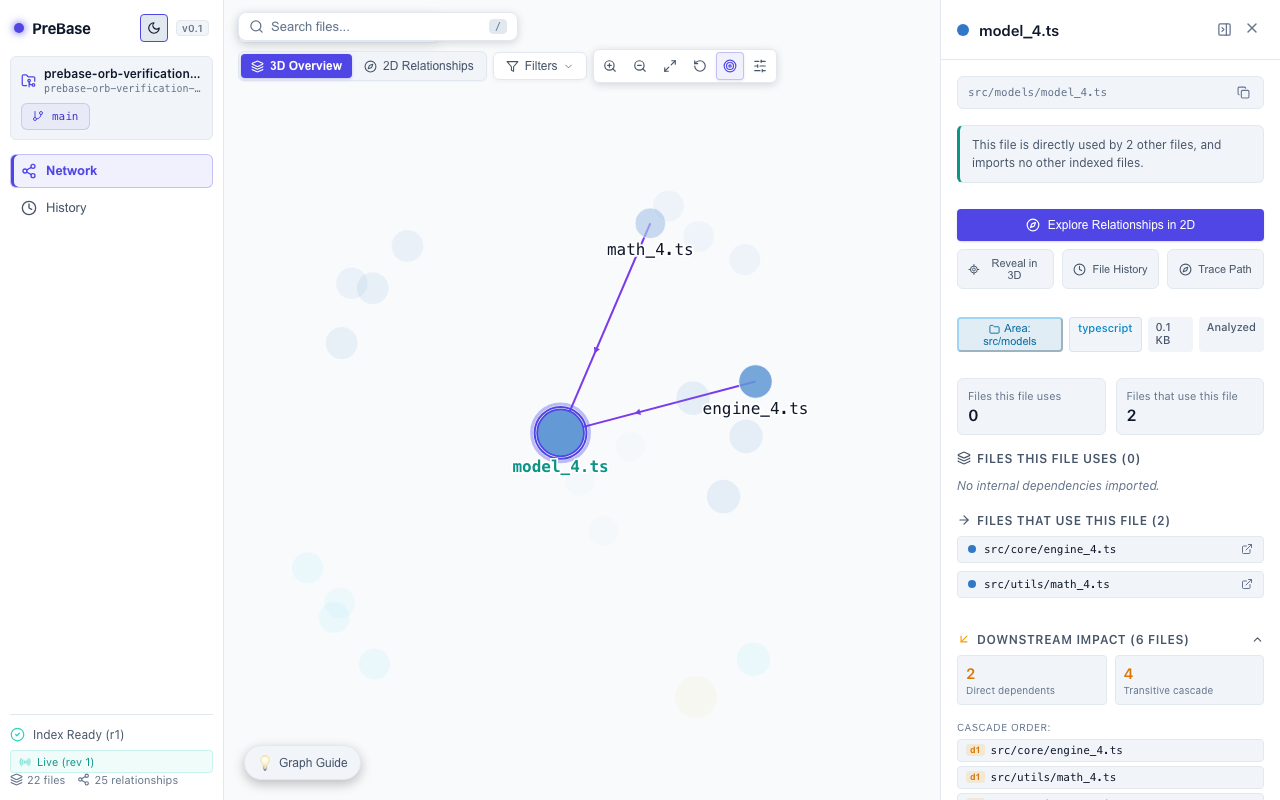 PreBase
v0.1
prebase-orb-verification...
prebase-orb-verification-…
main
Network
History
Index Ready (r1)
Live (rev 1)
22 files
25 relationships
Search files...
/
3D Overview
2D Relationships
Filters
math_4.ts
engine_4.ts
model_4.ts
Graph Guide
model_4.ts
src/models/model_4.ts
This file is directly used by 2 other files, and
imports no other indexed files.
Explore Relationships in 2D
Reveal in
3D
File History
Trace Path
Area:
src/models
typescript
0.1
KB
Analyzed
Files this file uses
0
Files that use this file
2
FILES THIS FILE USES (0)
No internal dependencies imported.
FILES THAT USE THIS FILE (2)
src/core/engine_4.ts
src/utils/math_4.ts
DOWNSTREAM IMPACT (6 FILES)
2
Direct dependents
4
Transitive cascade
CASCADE ORDER:
d1 src/core/engine_4.ts
d1 src/utils/math_4.ts